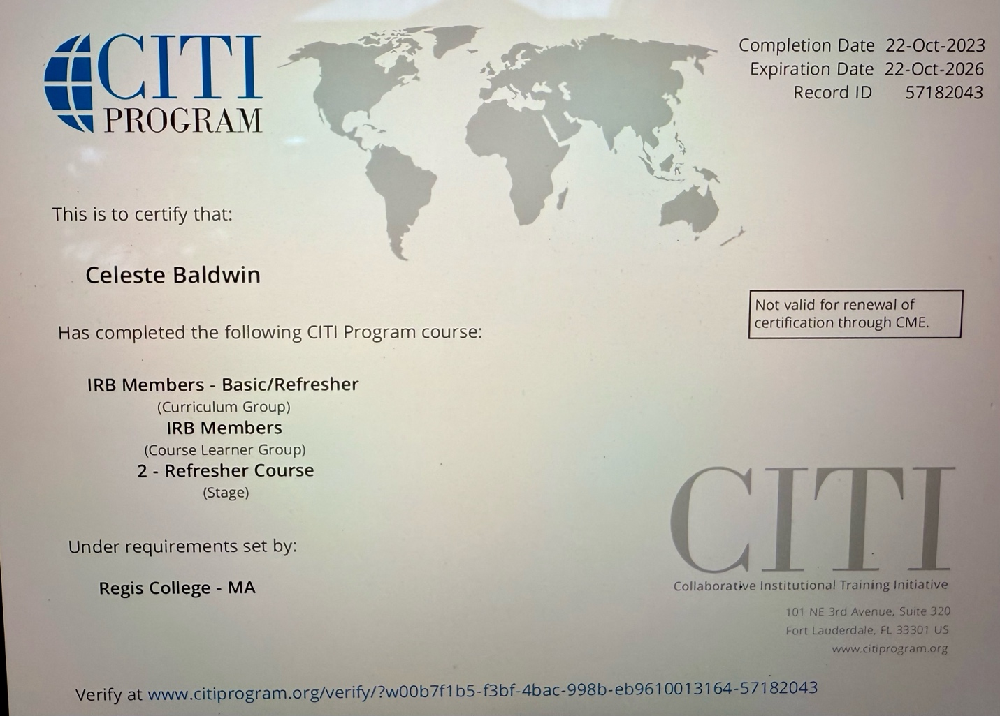 CITI
PROGRAM
Completion Date 22-Oct-2023
Expiration Date 22-Oct-2026
Record ID 57182043
This is to certify that:
Celeste Baldwin
Not valid for renewal of
certification through CME.
Has completed the following CITI Program course:
IRB Members - Basic/Refresher
(Curriculum Group)
IRB Members
(Course Learner Group)
2 - Refresher Course
(Stage)
Under requirements set by:
Regis College - MA
CITI
Collaborative Institutional Training Initiative
101 NE 3rd Avenue, Suite 320
Fort Lauderdale, FL 33301 US
www.citiprogram.org
Verify at www.citiprogram.org/verify/?w00b7f1b5-f3bf-4bac-998b-eb9610013164-57182043